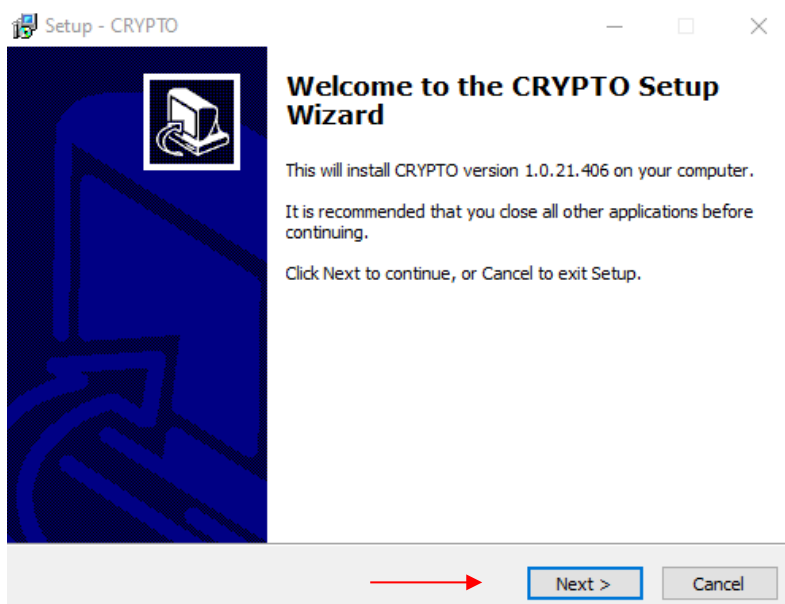 Setup - CRYPTO
Welcome to the CRYPTO Setup
Wizard
This will install CRYPTO version 1.0.21.406 on your computer.
It is recommended that you close all other applications before
continuing.
Click Next to continue, or Cancel to exit Setup.
Next >
Cancel